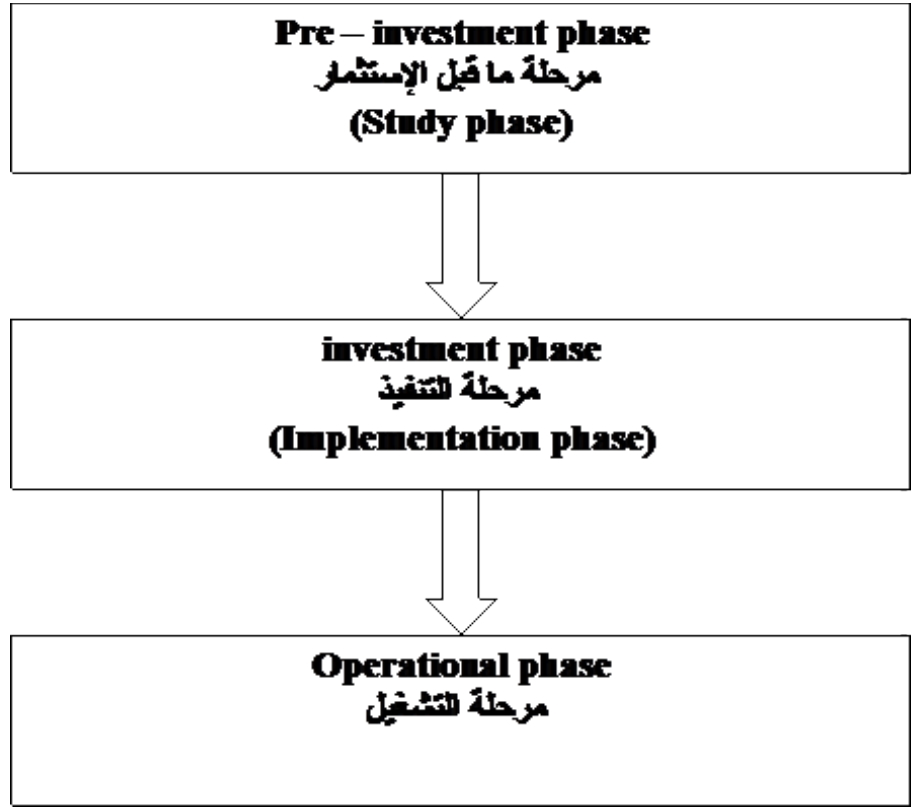 Pre – investment phase
مرحلة ما قبل الإستثمار
(Study phase)
investment phase
مرحلة التنفيذ
(Implementation phase)
Operational phase
مرحلة التشغيل